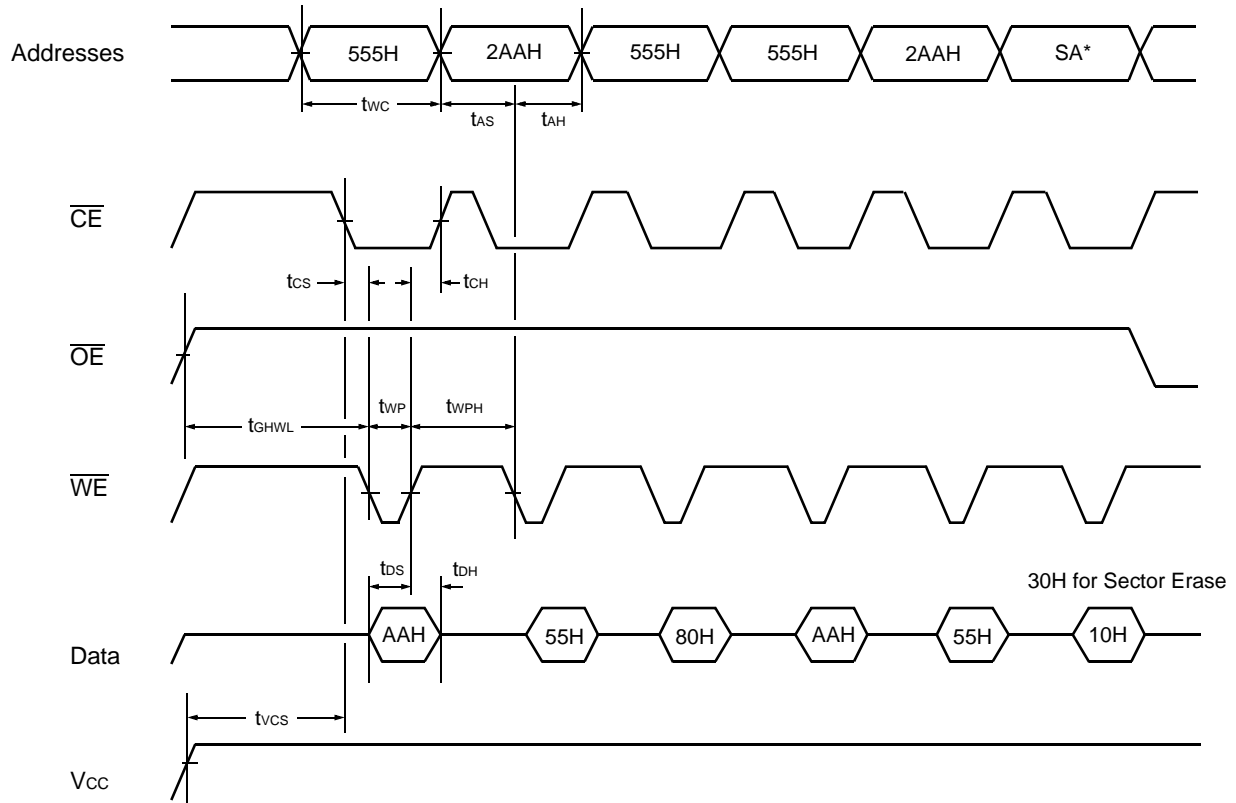 Addresses
555H 2AAH 555H 555H 2AAH SA*
tWC
tAS tAH
CE
tCS tCH
OE
tGHWL tWP tWPH
WE
tDS tDH
30H for Sector Erase
Data
AAH 55H 80H AAH 55H 10H
tVCS
VCC